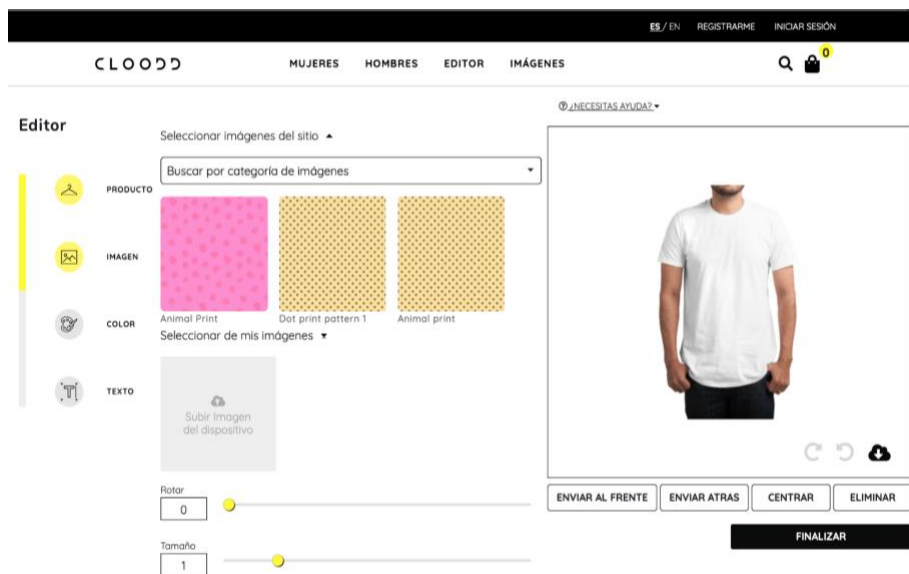 ES / EN REGISTRARME INICIAR SESIÓN
CLOODD MUJERES HOMBRES EDITOR IMÁGENES 0
¿NECESITAS AYUDA?
Editor
Seleccionar imágenes del sitio
Buscar por categoría de imágenes
PRODUCTO
IMAGEN
COLOR
TEXTO
Animal Print Dot print pattern 1 Animal print
Seleccionar de mis imágenes
Subir Imagen
del dispositivo
Rotar
0
Tamaño
1
ENVIAR AL FRENTE ENVIAR ATRAS CENTRAR ELIMINAR
FINALIZAR